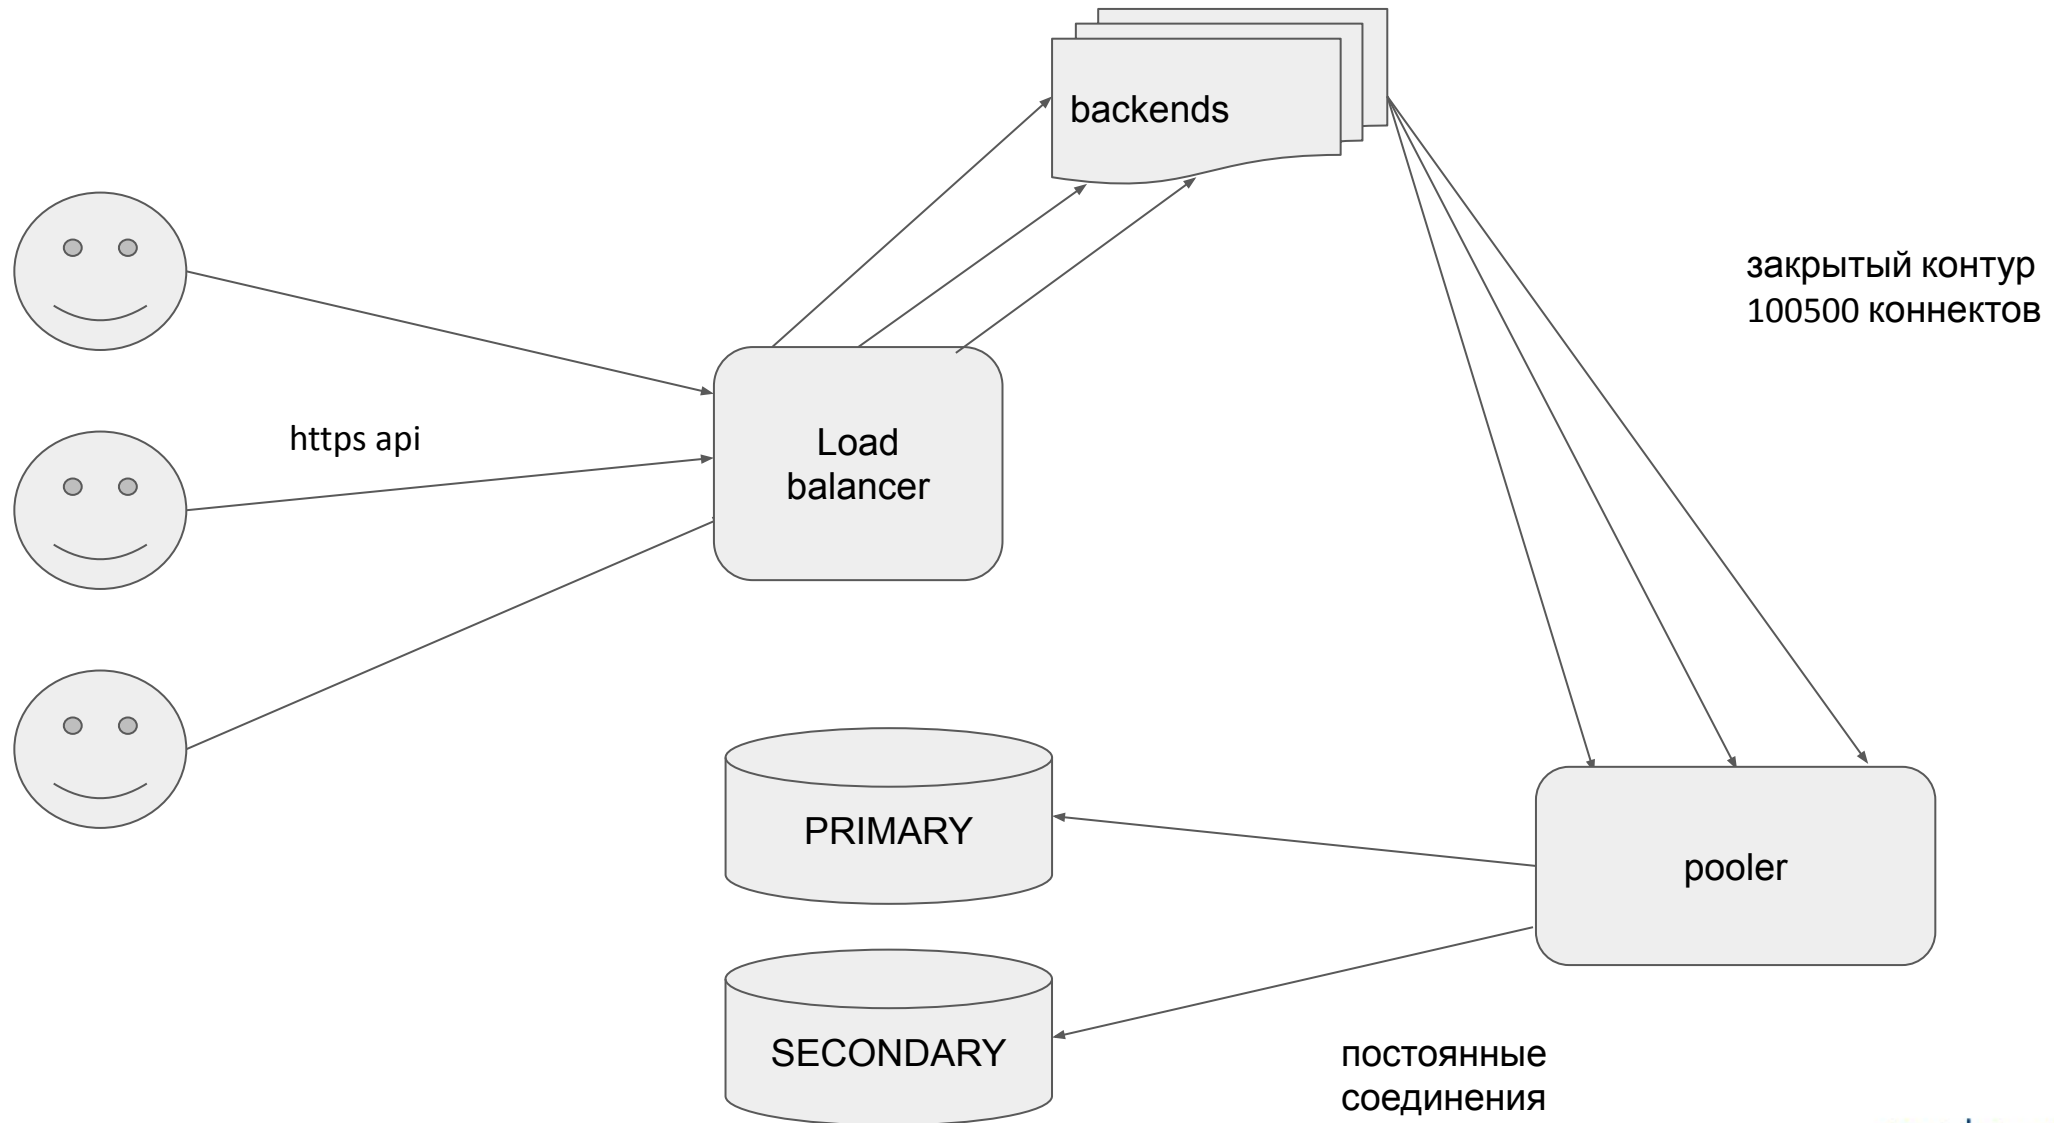 backends
закрытый контур
100500 коннектов
https api
Load
balancer
PRIMARY
pooler
SECONDARY
постоянные
соединения